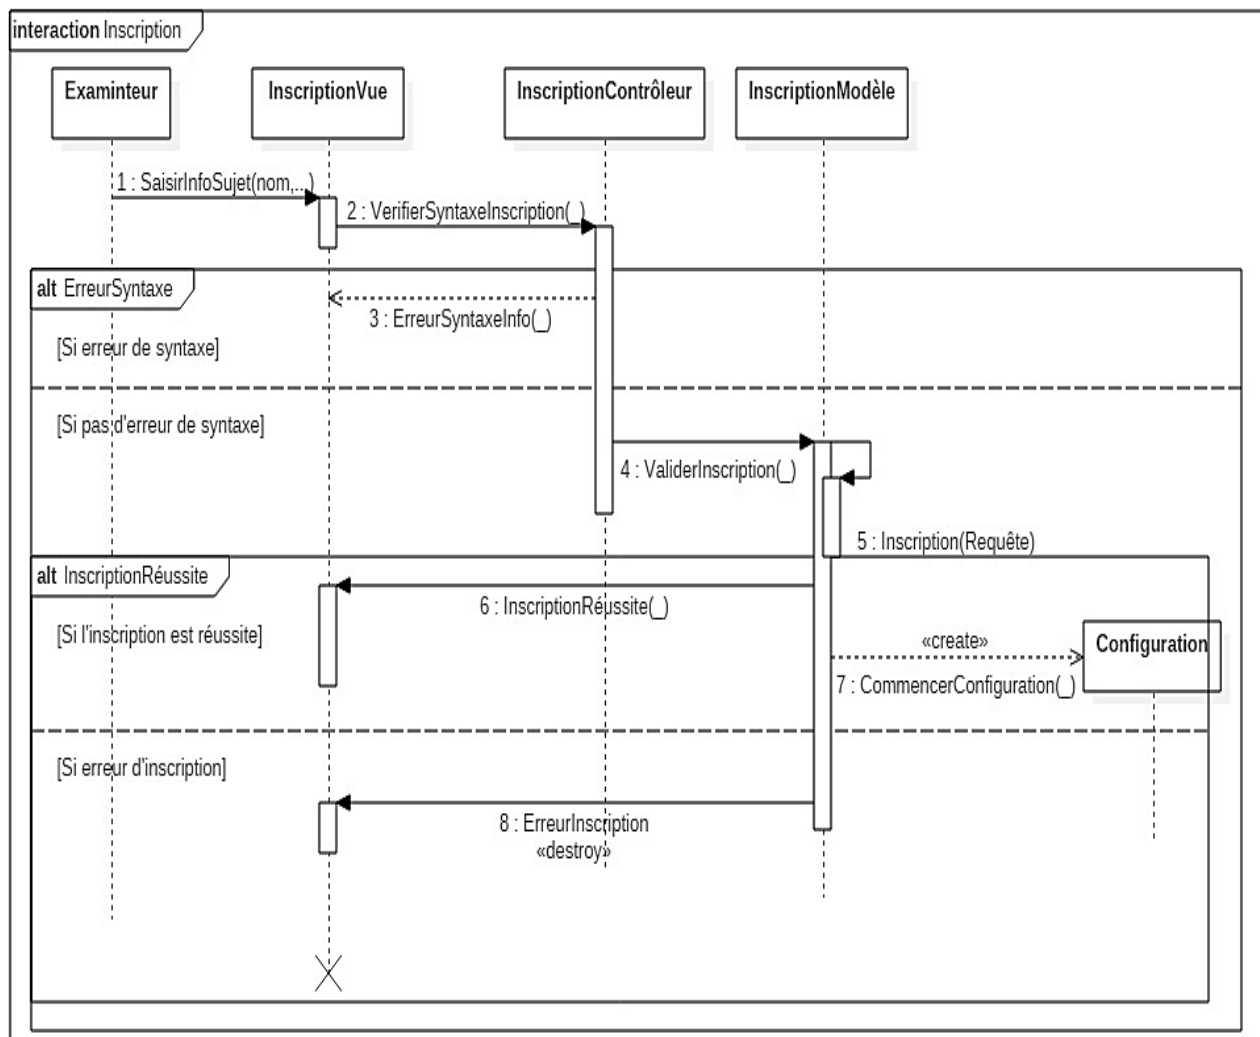 interaction Inscription
Examinteur
InscriptionVue
InscriptionContrôleur
InscriptionModèle
1 : SaisirInfoSujet(nom,...)
2 : VerifierSyntaxeInscription(_)
alt ErreurSyntaxe
3 : ErreurSyntaxeInfo(_)
[Si erreur de syntaxe]
[Si pas d'erreur de syntaxe]
4 : ValiderInscription(_)
5 : Inscription(Requête)
alt InscriptionRéussite
6 : InscriptionRéussite(_)
[Si l'inscription est réussite]
«create»
Configuration
7 : CommencerConfiguration(_)
[Si erreur d'inscription]
8 : ErreurInscription
«destroy»